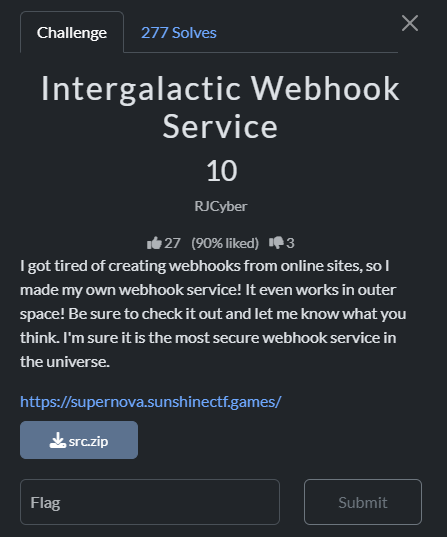 Challenge
277 Solves
Intergalactic Webhook
Service
10
RJCyber
27 (90% liked) 3
I got tired of creating webhooks from online sites, so I
made my own webhook service! It even works in outer
space! Be sure to check it out and let me know what you
think. I'm sure it is the most secure webhook service in
the universe.
https://supernova.sunshinectf.games/
src.zip
Flag
Submit